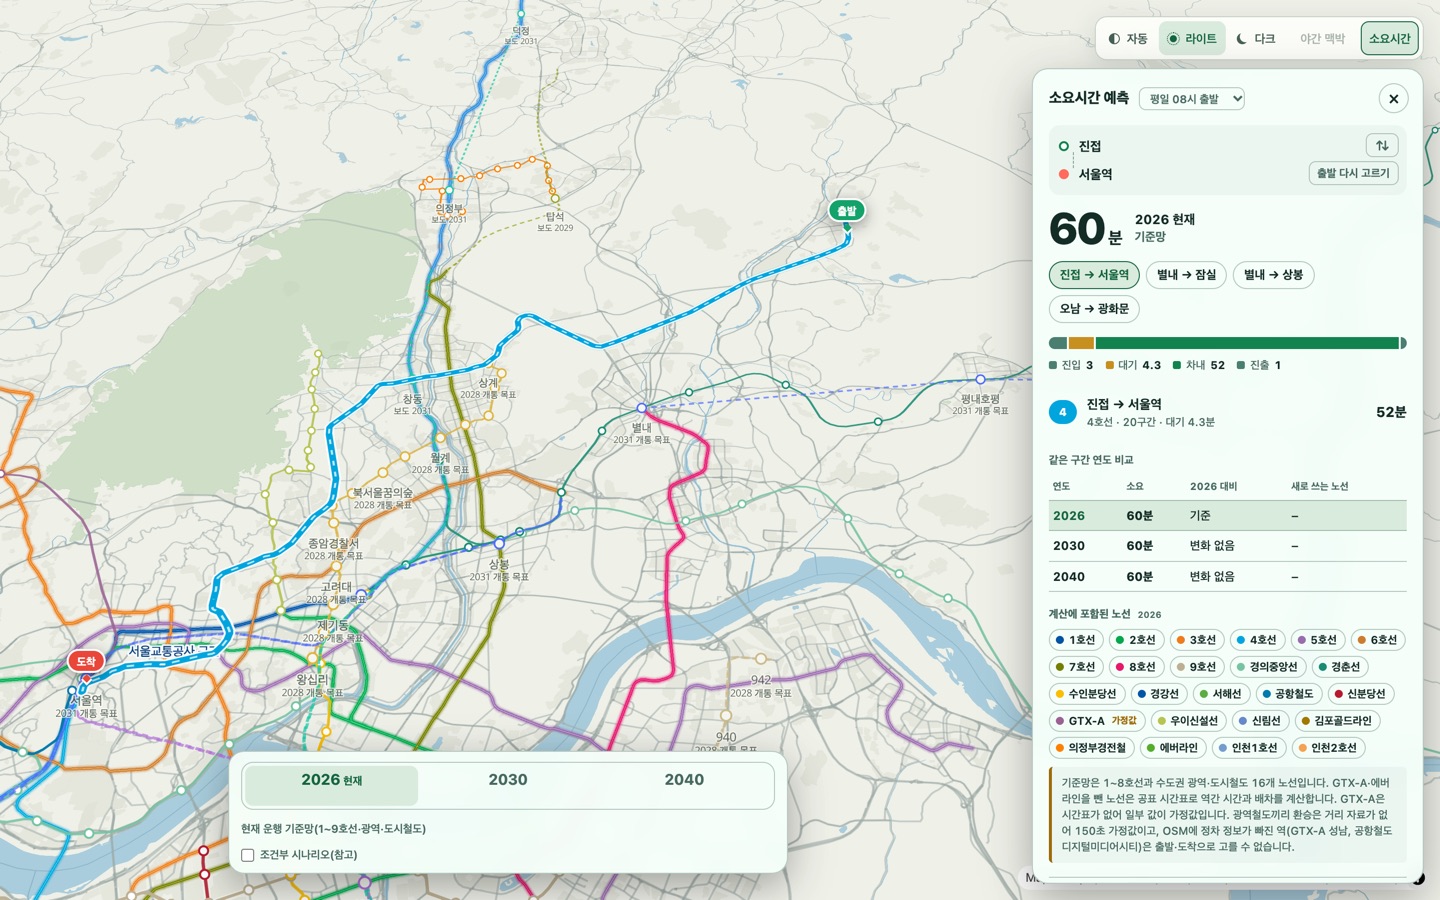 덕정
보도 2031
의정부
보도 2031
탑석
보도 2029
출발
상계
2028 개통 목표
창동
보도 2031
평내호평
2031 개통 목표
별내
2031 개통 목표
월계
2028 개통 목표
북서울꿈의숲
2028 개통 목표
종암경찰서
2028 개통 목표
상봉
2031 개통 목표
고려대
2028 개통 목표
제기동
2028 개통 목표
서울교통공사
도착
왕십리
2028 개통 목표
서울역
2031 개통 목표
942
2028 개통 목표
940
2028 개통 목표
2026 현재
2030
2040
현재 운행 기준망(1~9호선·광역·도시철도)
조건부 시나리오(참고)
자동
라이트
다크
야간 맥박
소요시간
소요시간 예측
평일 08시 출발
진접
서울역
출발 다시 고르기
60분
2026 현재
기준망
진접 → 서울역
별내 → 잠실
별내 → 상봉
오남 → 광화문
진입 3
대기 4.3
차내 52
진출 1
4
진접 → 서울역
4호선 · 20구간 · 대기 4.3분
52분
같은 구간 연도 비교
연도 소요 2026 대비 새로 쓰는 노선
2026 60분 기준 –
2030 60분 변화 없음 –
2040 60분 변화 없음 –
계산에 포함된 노선 2026
1호선 2호선 3호선 4호선 5호선 6호선
7호선 8호선 9호선 경의중앙선 경춘선
수인분당선 경강선 서해선 공항철도 신분당선
GTX-A 가정값 우이신설선 신림선 김포골드라인
의정부경전철 에버라인 인천1호선 인천2호선
기준망은 1~8호선과 수도권 광역·도시철도 16개 노선입니다. GTX-A·에버
라인을 뺀 노선은 공표 시간표로 역간 시간과 배차를 계산합니다. GTX-A은
시간표가 없어 일부 값이 가정값입니다. 광역철도끼리 환승은 거리 자료가 없
어 150초 가정값이고, OSM에 정차 정보가 빠진 역(GTX-A 성남, 공항철도
디지털미디어시티)은 출발·도착으로 고를 수 없습니다.